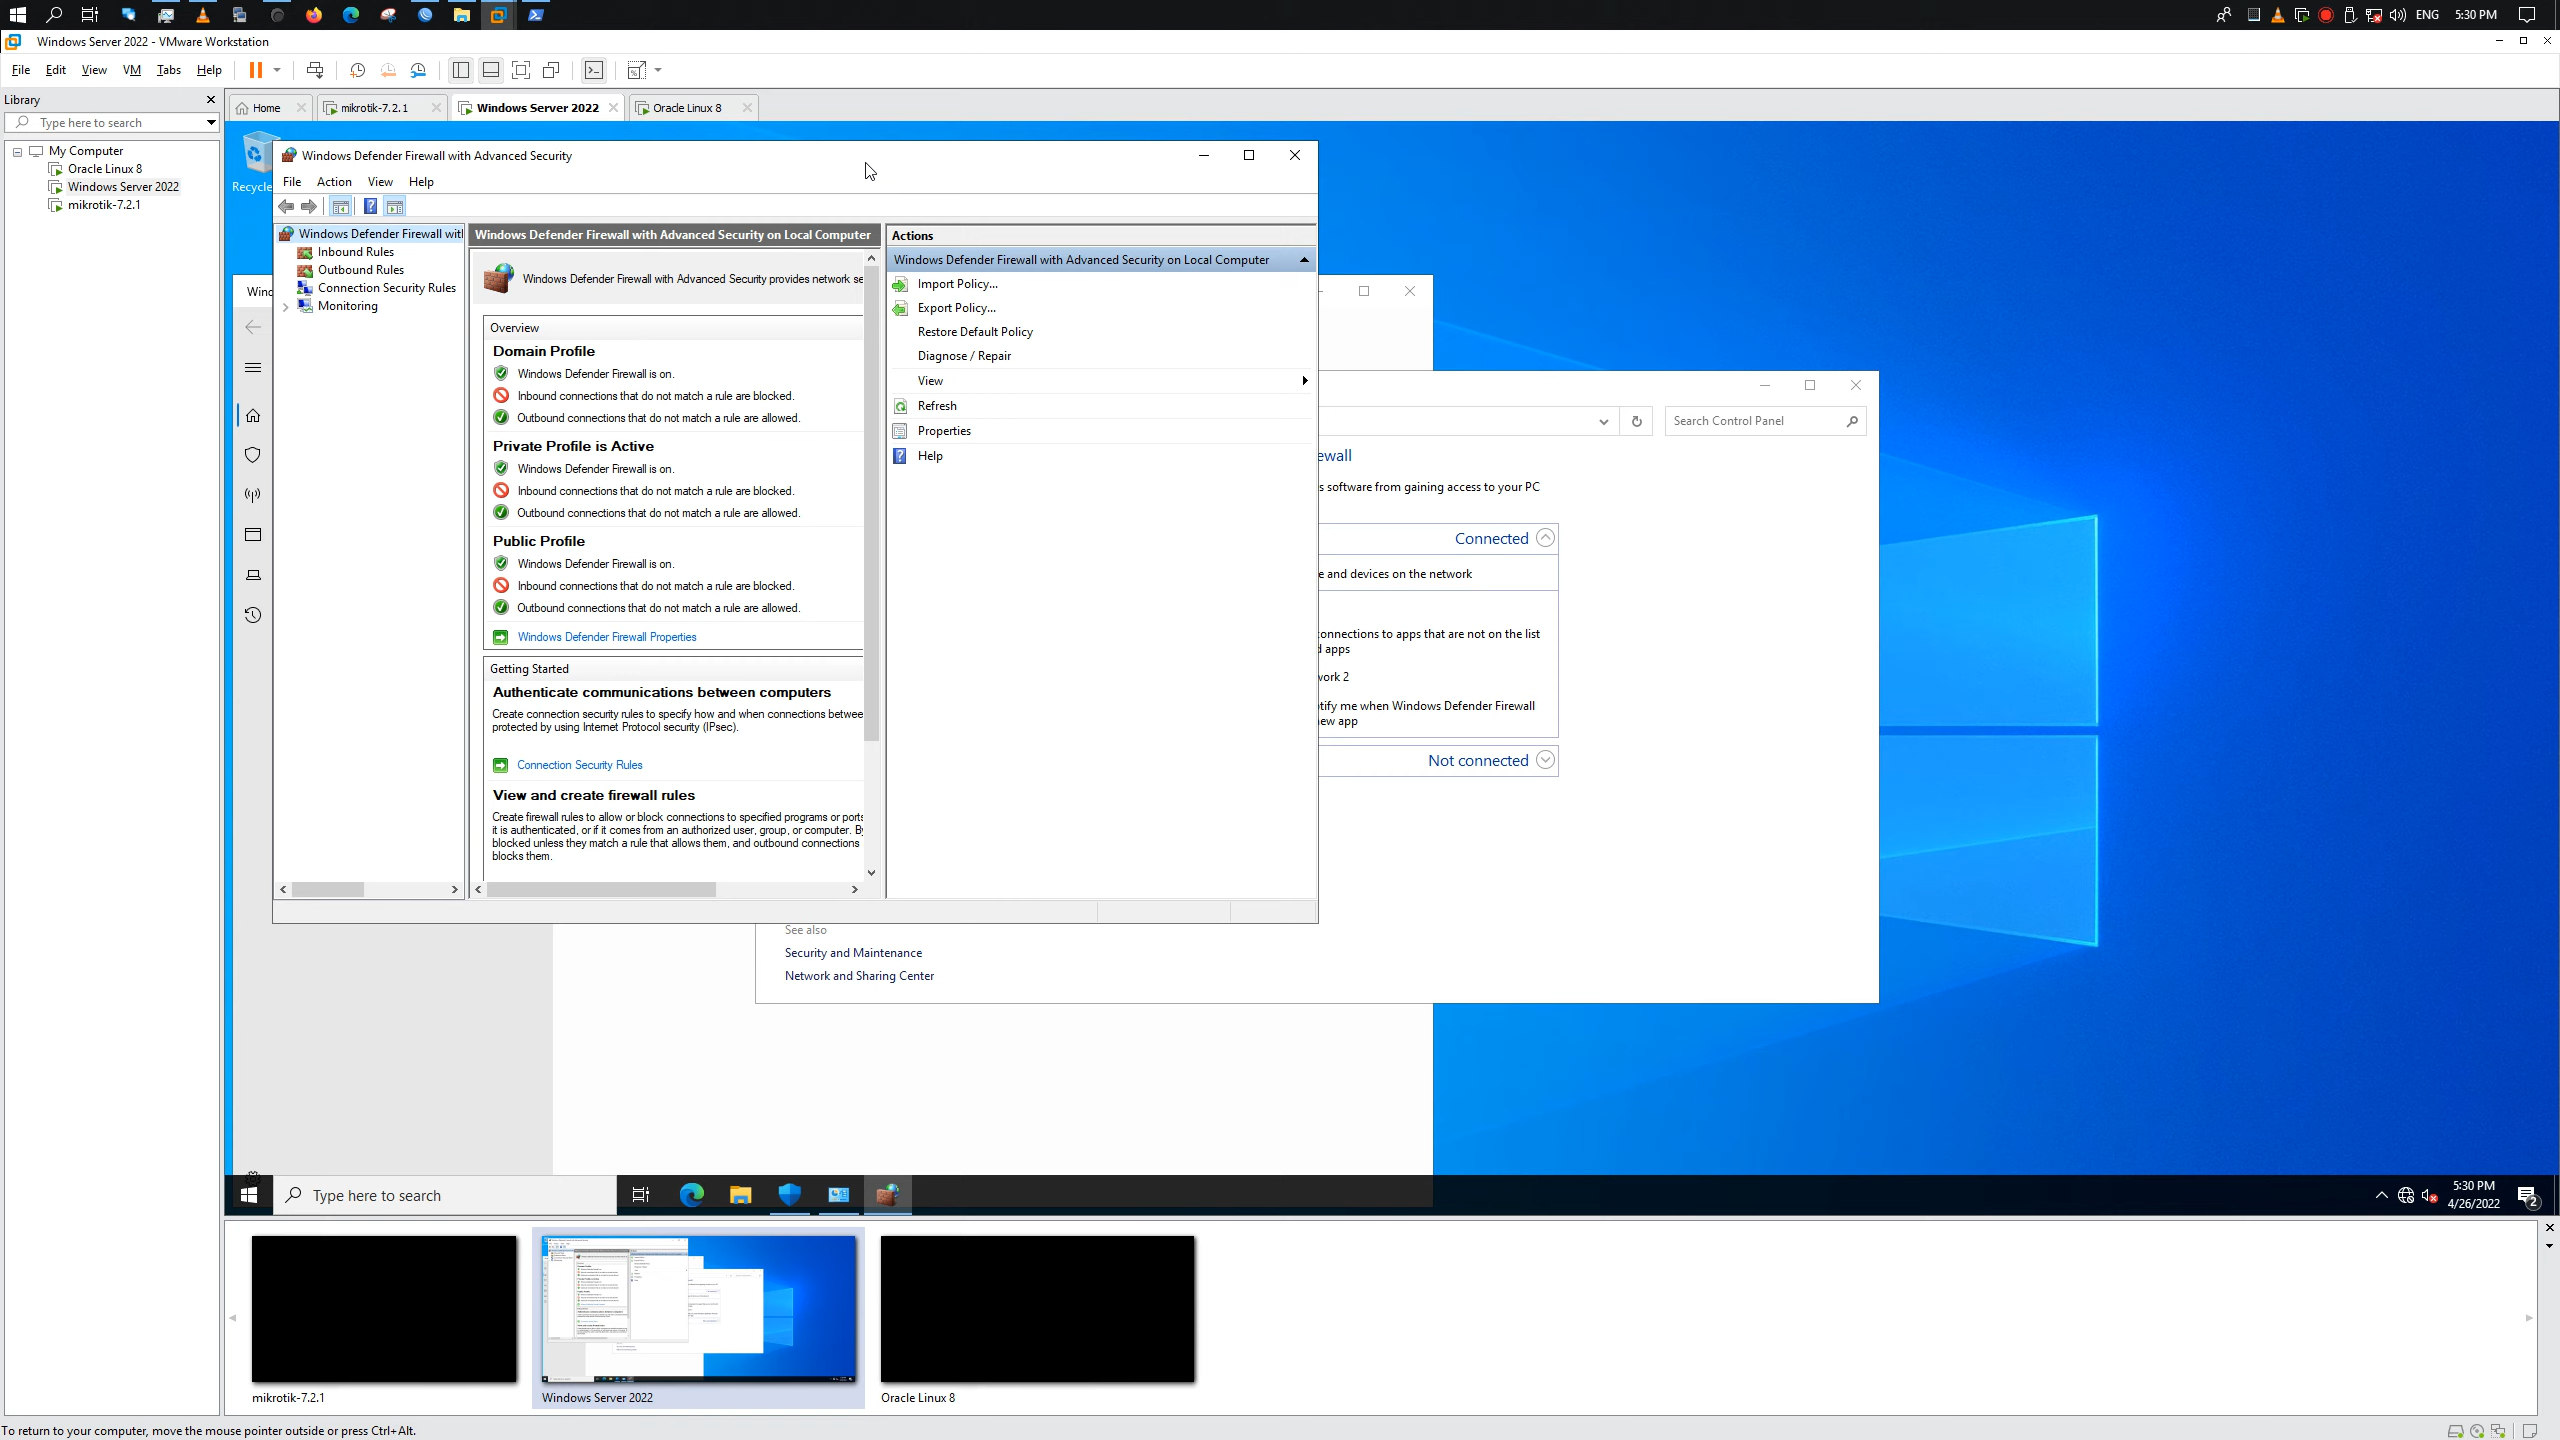 ENG 5:30 PM
Windows Server 2022 - VMware Workstation
File Edit View VM Tabs Help
Library
Type here to search
My Computer
Oracle Linux 8
Windows Server 2022
mikrotik-7.2.1
Home mikrotik-7.2.1 Windows Server 2022 Oracle Linux 8
Recycle
Windows Defender Firewall with Advanced Security
File Action View Help
Windows Defender Firewall with
Inbound Rules
Outbound Rules
Connection Security Rules
Monitoring
Windows Defender Firewall with Advanced Security on Local Computer
Windows Defender Firewall with Advanced Security provides network se
Overview
Domain Profile
Windows Defender Firewall is on.
Inbound connections that do not match a rule are blocked.
Outbound connections that do not match a rule are allowed.
Private Profile is Active
Windows Defender Firewall is on.
Inbound connections that do not match a rule are blocked.
Outbound connections that do not match a rule are allowed.
Public Profile
Windows Defender Firewall is on.
Inbound connections that do not match a rule are blocked.
Outbound connections that do not match a rule are allowed.
Windows Defender Firewall Properties
Getting Started
Authenticate communications between computers
Create connection security rules to specify how and when connections betwee
protected by using Internet Protocol security (IPsec).
Connection Security Rules
View and create firewall rules
Create firewall rules to allow or block connections to specified programs or ports
it is authenticated, or if it comes from an authorized user, group, or computer. By
blocked unless they match a rule that allows them, and outbound connections
blocks them.
Actions
Windows Defender Firewall with Advanced Security on Local Computer
Import Policy...
Export Policy...
Restore Default Policy
Diagnose / Repair
View
Refresh
Properties
Help
Wind
Search Control Panel
ewall
s software from gaining access to your PC
Connected
e and devices on the network
connections to apps that are not on the list
d apps
work 2
otify me when Windows Defender Firewall
new app
Not connected
See also
Security and Maintenance
Network and Sharing Center
Type here to search
5:30 PM
4/26/2022
2
mikrotik-7.2.1
Windows Server 2022
Oracle Linux 8
To return to your computer, move the mouse pointer outside or press Ctrl+Alt.